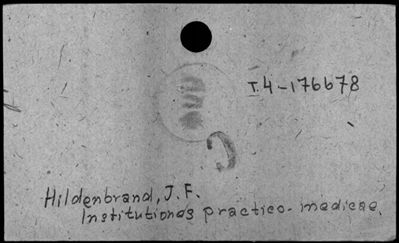 T.4-176678
Hildenbrand, J.F.
Institutiones practico-medicae.